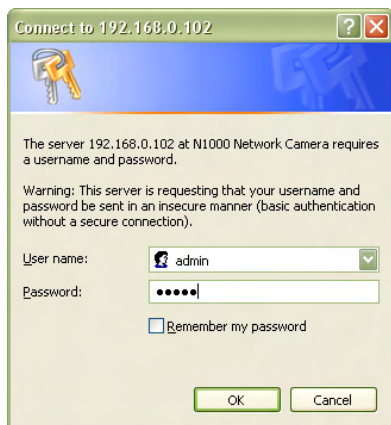 Connect to 192.168.0.102
The server 192.168.0.102 at N1000 Network Camera requires
a username and password.
Warning: This server is requesting that your username and
password be sent in an insecure manner (basic authentication
without a secure connection).
User name:
admin
Password:
•••••
Remember my password
OK
Cancel